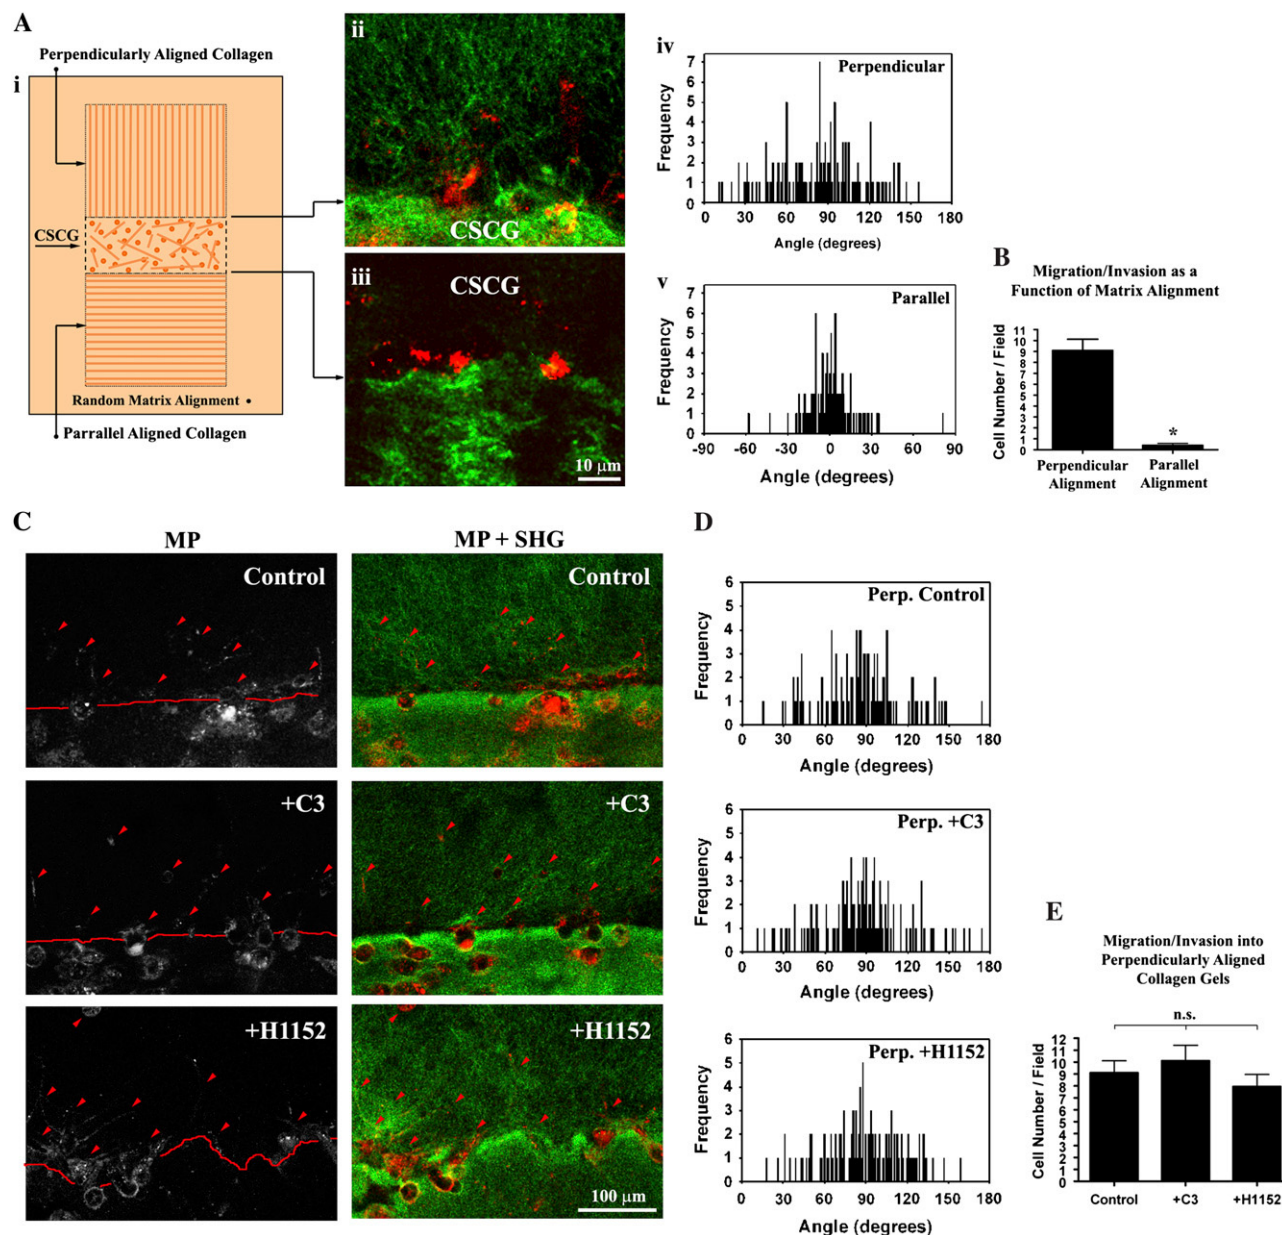 A
Perpendicularly Aligned Collagen
i
CSCG
Random Matrix Alignment •
Parrallel Aligned Collagen
ii
CSCG
iii
CSCG
10 µm
iv
Perpendicular
Frequency
7
6
5
4
3
2
1
0
0 30 60 90 120 150 180
Angle (degrees)
v
Parallel
Frequency
7
6
5
4
3
2
1
0
-90 -60 -30 0 30 60 90
Angle (degrees)
B
Migration/Invasion as a
Function of Matrix Alignment
Cell Number / Field
11
10
9
8
7
6
5
4
3
2
1
0
*
Perpendicular
Alignment
Parallel
Alignment
C
MP
MP + SHG
Control
Control
+C3
+C3
+H1152
+H1152
100 µm
D
Perp. Control
Frequency
6
5
4
3
2
1
0
0 30 60 90 120 150 180
Angle (degrees)
Perp. +C3
Frequency
6
5
4
3
2
1
0
0 30 60 90 120 150 180
Angle (degrees)
Perp. +H1152
Frequency
6
5
4
3
2
1
0
0 30 60 90 120 150 180
Angle (degrees)
E
Migration/Invasion into
Perpendicularly Aligned
Collagen Gels
n.s.
Cell Number / Field
12
11
10
9
8
7
6
5
4
3
2
1
0
Control +C3 +H1152